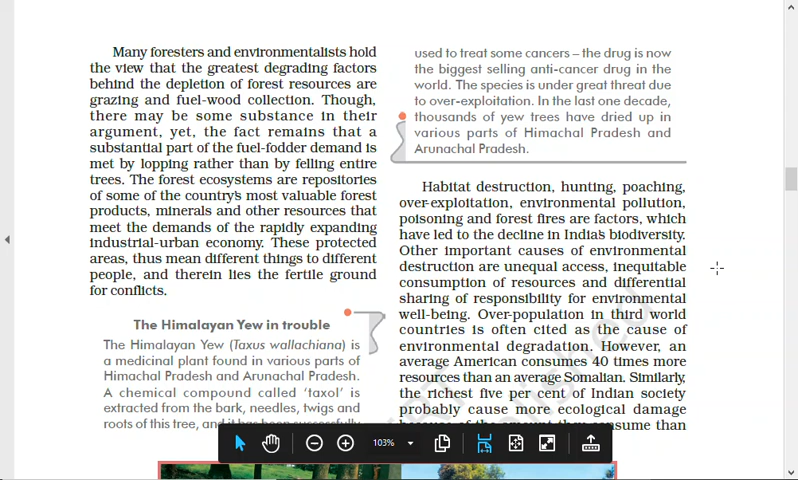 Many foresters and environmentalists hold
the view that the greatest degrading factors
behind the depletion of forest resources are
grazing and fuel-wood collection. Though,
there may be some substance in their
argument, yet, the fact remains that a
substantial part of the fuel-fodder demand is
met by lopping rather than by felling entire
trees. The forest ecosystems are repositories
of some of the country's most valuable forest
products, minerals and other resources that
meet the demands of the rapidly expanding
industrial-urban economy. These protected
areas, thus mean different things to different
people, and therein lies the fertile ground
for conflicts.
The Himalayan Yew in trouble
The Himalayan Yew (Taxus wallachiana) is
a medicinal plant found in various parts of
Himachal Pradesh and Arunachal Pradesh.
A chemical compound called 'taxol' is
extracted from the bark, needles, twigs and
roots of this tree, and it has been successfully
used to treat some cancers – the drug is now
the biggest selling anti-cancer drug in the
world. The species is under great threat due
to over-exploitation. In the last one decade,
thousands of yew trees have dried up in
various parts of Himachal Pradesh and
Arunachal Pradesh.
Habitat destruction, hunting, poaching,
over-exploitation, environmental pollution,
poisoning and forest fires are factors, which
have led to the decline in India's biodiversity.
Other important causes of environmental
destruction are unequal access, inequitable
consumption of resources and differential
sharing of responsibility for environmental
well-being. Over-population in third world
countries is often cited as the cause of
environmental degradation. However, an
average American consumes 40 times more
resources than an average Somalian. Similarly,
the richest five per cent of Indian society
probably cause more ecological damage
because of the amount they consume than
103%